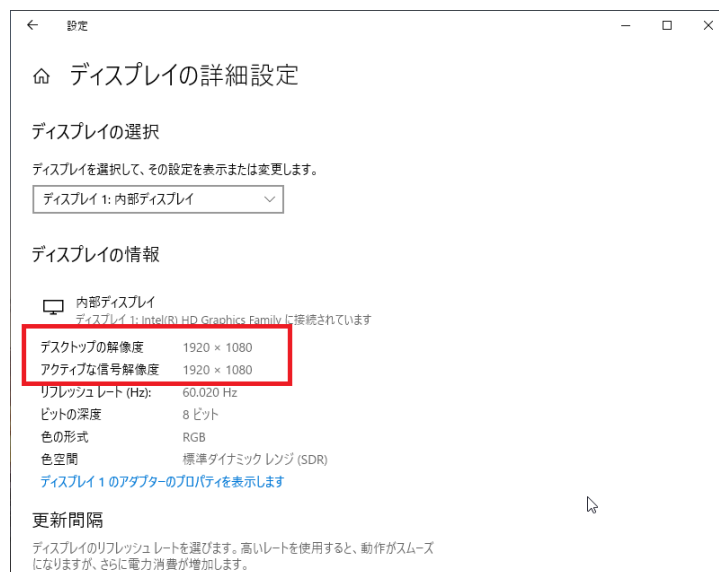 設定
ディスプレイの詳細設定
ディスプレイの選択
ディスプレイを選択して、その設定を表示または変更します。
ディスプレイ 1: 内部ディスプレイ
ディスプレイの情報
内部ディスプレイ
ディスプレイ 1: Intel(R) HD Graphics Family に接続されています
デスクトップの解像度 1920 × 1080
アクティブな信号解像度 1920 × 1080
リフレッシュ レート (Hz): 60.020 Hz
ビットの深度 8 ビット
色の形式 RGB
色空間 標準ダイナミック レンジ (SDR)
ディスプレイ 1 のアダプターのプロパティを表示します
更新間隔
ディスプレイのリフレッシュ レートを選びます。高いレートを使用すると、動作がスムーズ
になりますが、さらに電力消費が増加します。